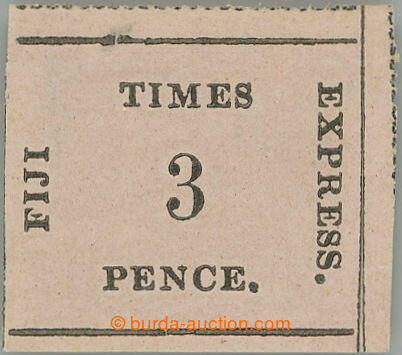 TIMES
FIJI
3
EXPRESS.
PENCE.
© burda-auction.com